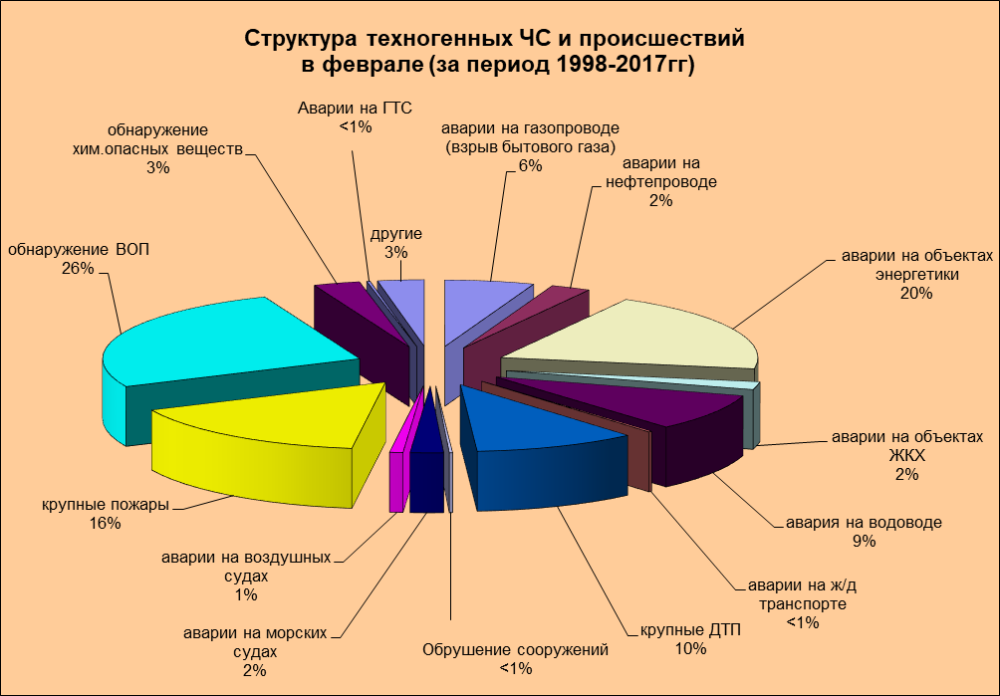 Структура техногенных ЧС и происшествий
в феврале (за период 1998-2017гг)
Аварии на ГТС
<1%
обнаружение
хим.опасных веществ
3%
аварии на газопроводе
(взрыв бытового газа)
6%
аварии на
нефтепроводе
2%
другие
3%
обнаружение ВОП
26%
аварии на объектах
энергетики
20%
аварии на объектах
ЖКХ
2%
крупные пожары
16%
авария на водоводе
9%
аварии на воздушных
судах
1%
аварии на ж/д
транспорте
<1%
аварии на морских
судах
2%
Обрушение сооружений
<1%
крупные ДТП
10%